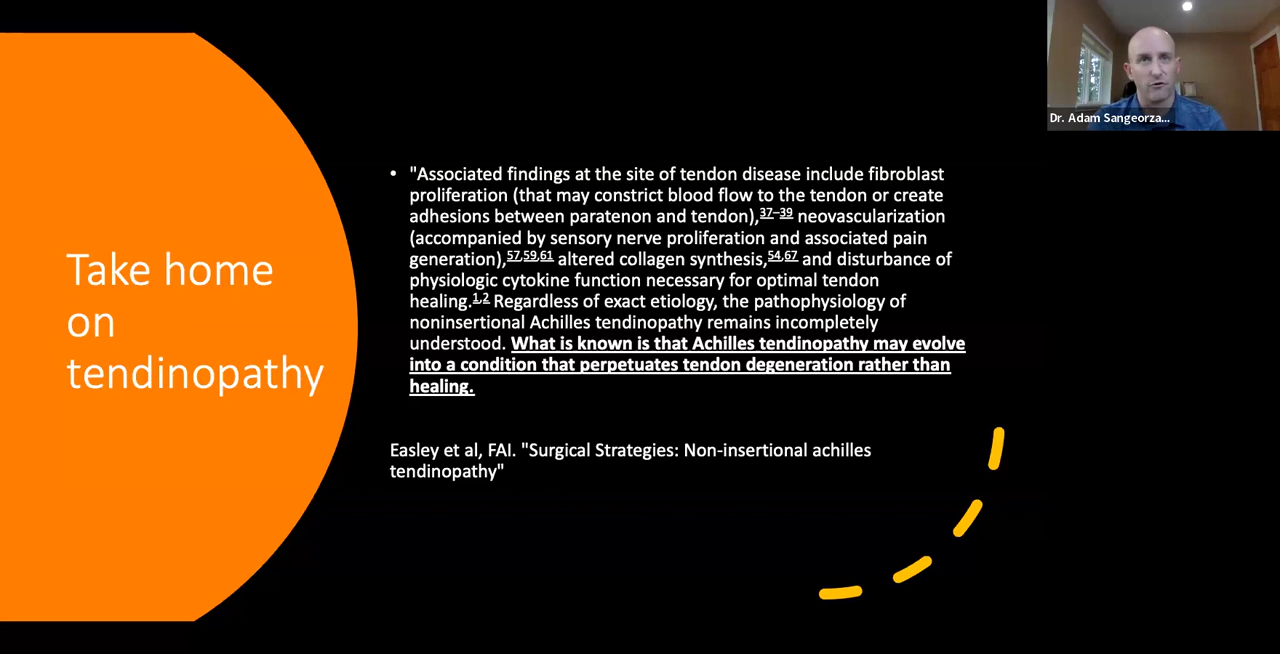 Dr. Adam Sangeorza...
Take home
on
tendinopathy
• "Associated findings at the site of tendon disease include fibroblast
proliferation (that may constrict blood flow to the tendon or create
adhesions between paratenon and tendon),37–39 neovascularization
(accompanied by sensory nerve proliferation and associated pain
generation),57,59,61 altered collagen synthesis,54,67 and disturbance of
physiologic cytokine function necessary for optimal tendon
healing.1,2 Regardless of exact etiology, the pathophysiology of
noninsertional Achilles tendinopathy remains incompletely
understood. What is known is that Achilles tendinopathy may evolve
into a condition that perpetuates tendon degeneration rather than
healing.
Easley et al, FAI. "Surgical Strategies: Non-insertional achilles
tendinopathy"